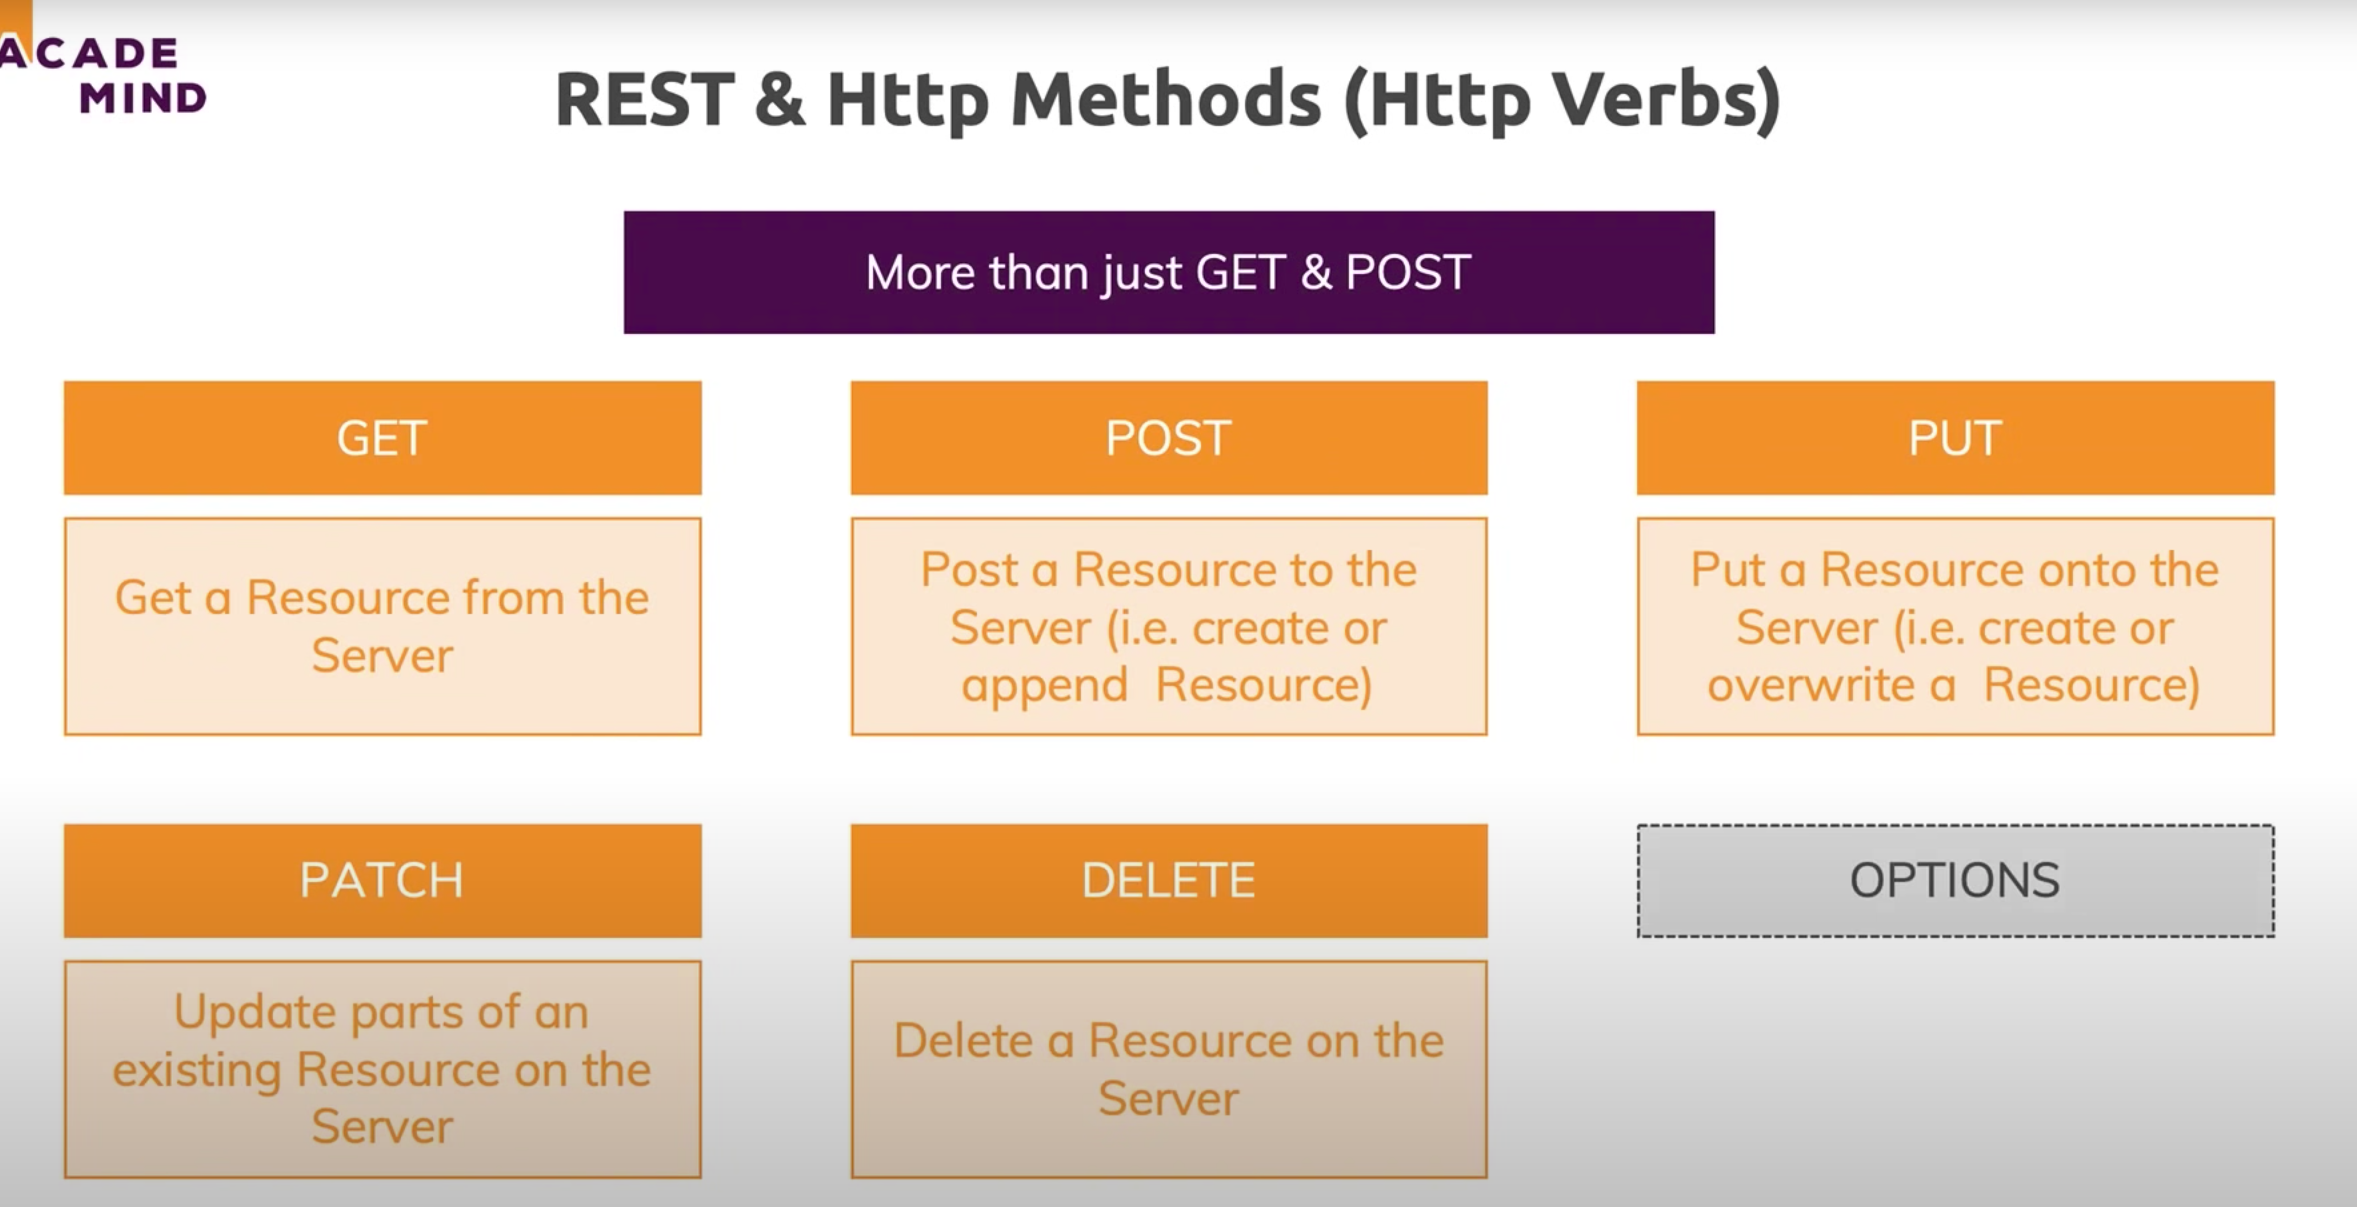 ACADE
MIND
REST & Http Methods (Http Verbs)
More than just GET & POST
GET
POST
PUT
Get a Resource from the
Server
Post a Resource to the
Server (i.e. create or
append Resource)
Put a Resource onto the
Server (i.e. create or
overwrite a Resource)
PATCH
DELETE
OPTIONS
Update parts of an
existing Resource on the
Server
Delete a Resource on the
Server